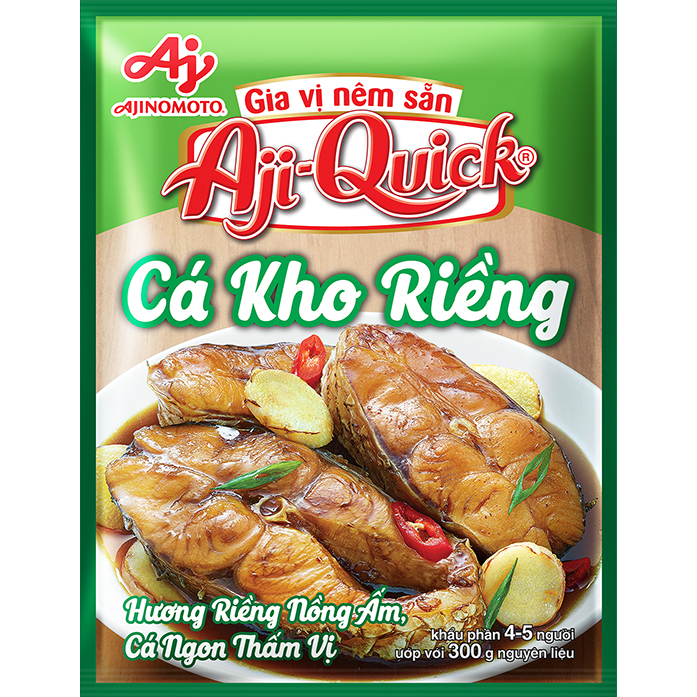 AJINOMOTO®
Gia vị nêm sẵn
Aji-Quick®
Cá Kho Riềng
Hương Riềng Nồng Ấm,
Cá Ngon Thấm Vị
khẩu phần 4-5 người
ướp với 300 g nguyên liệu